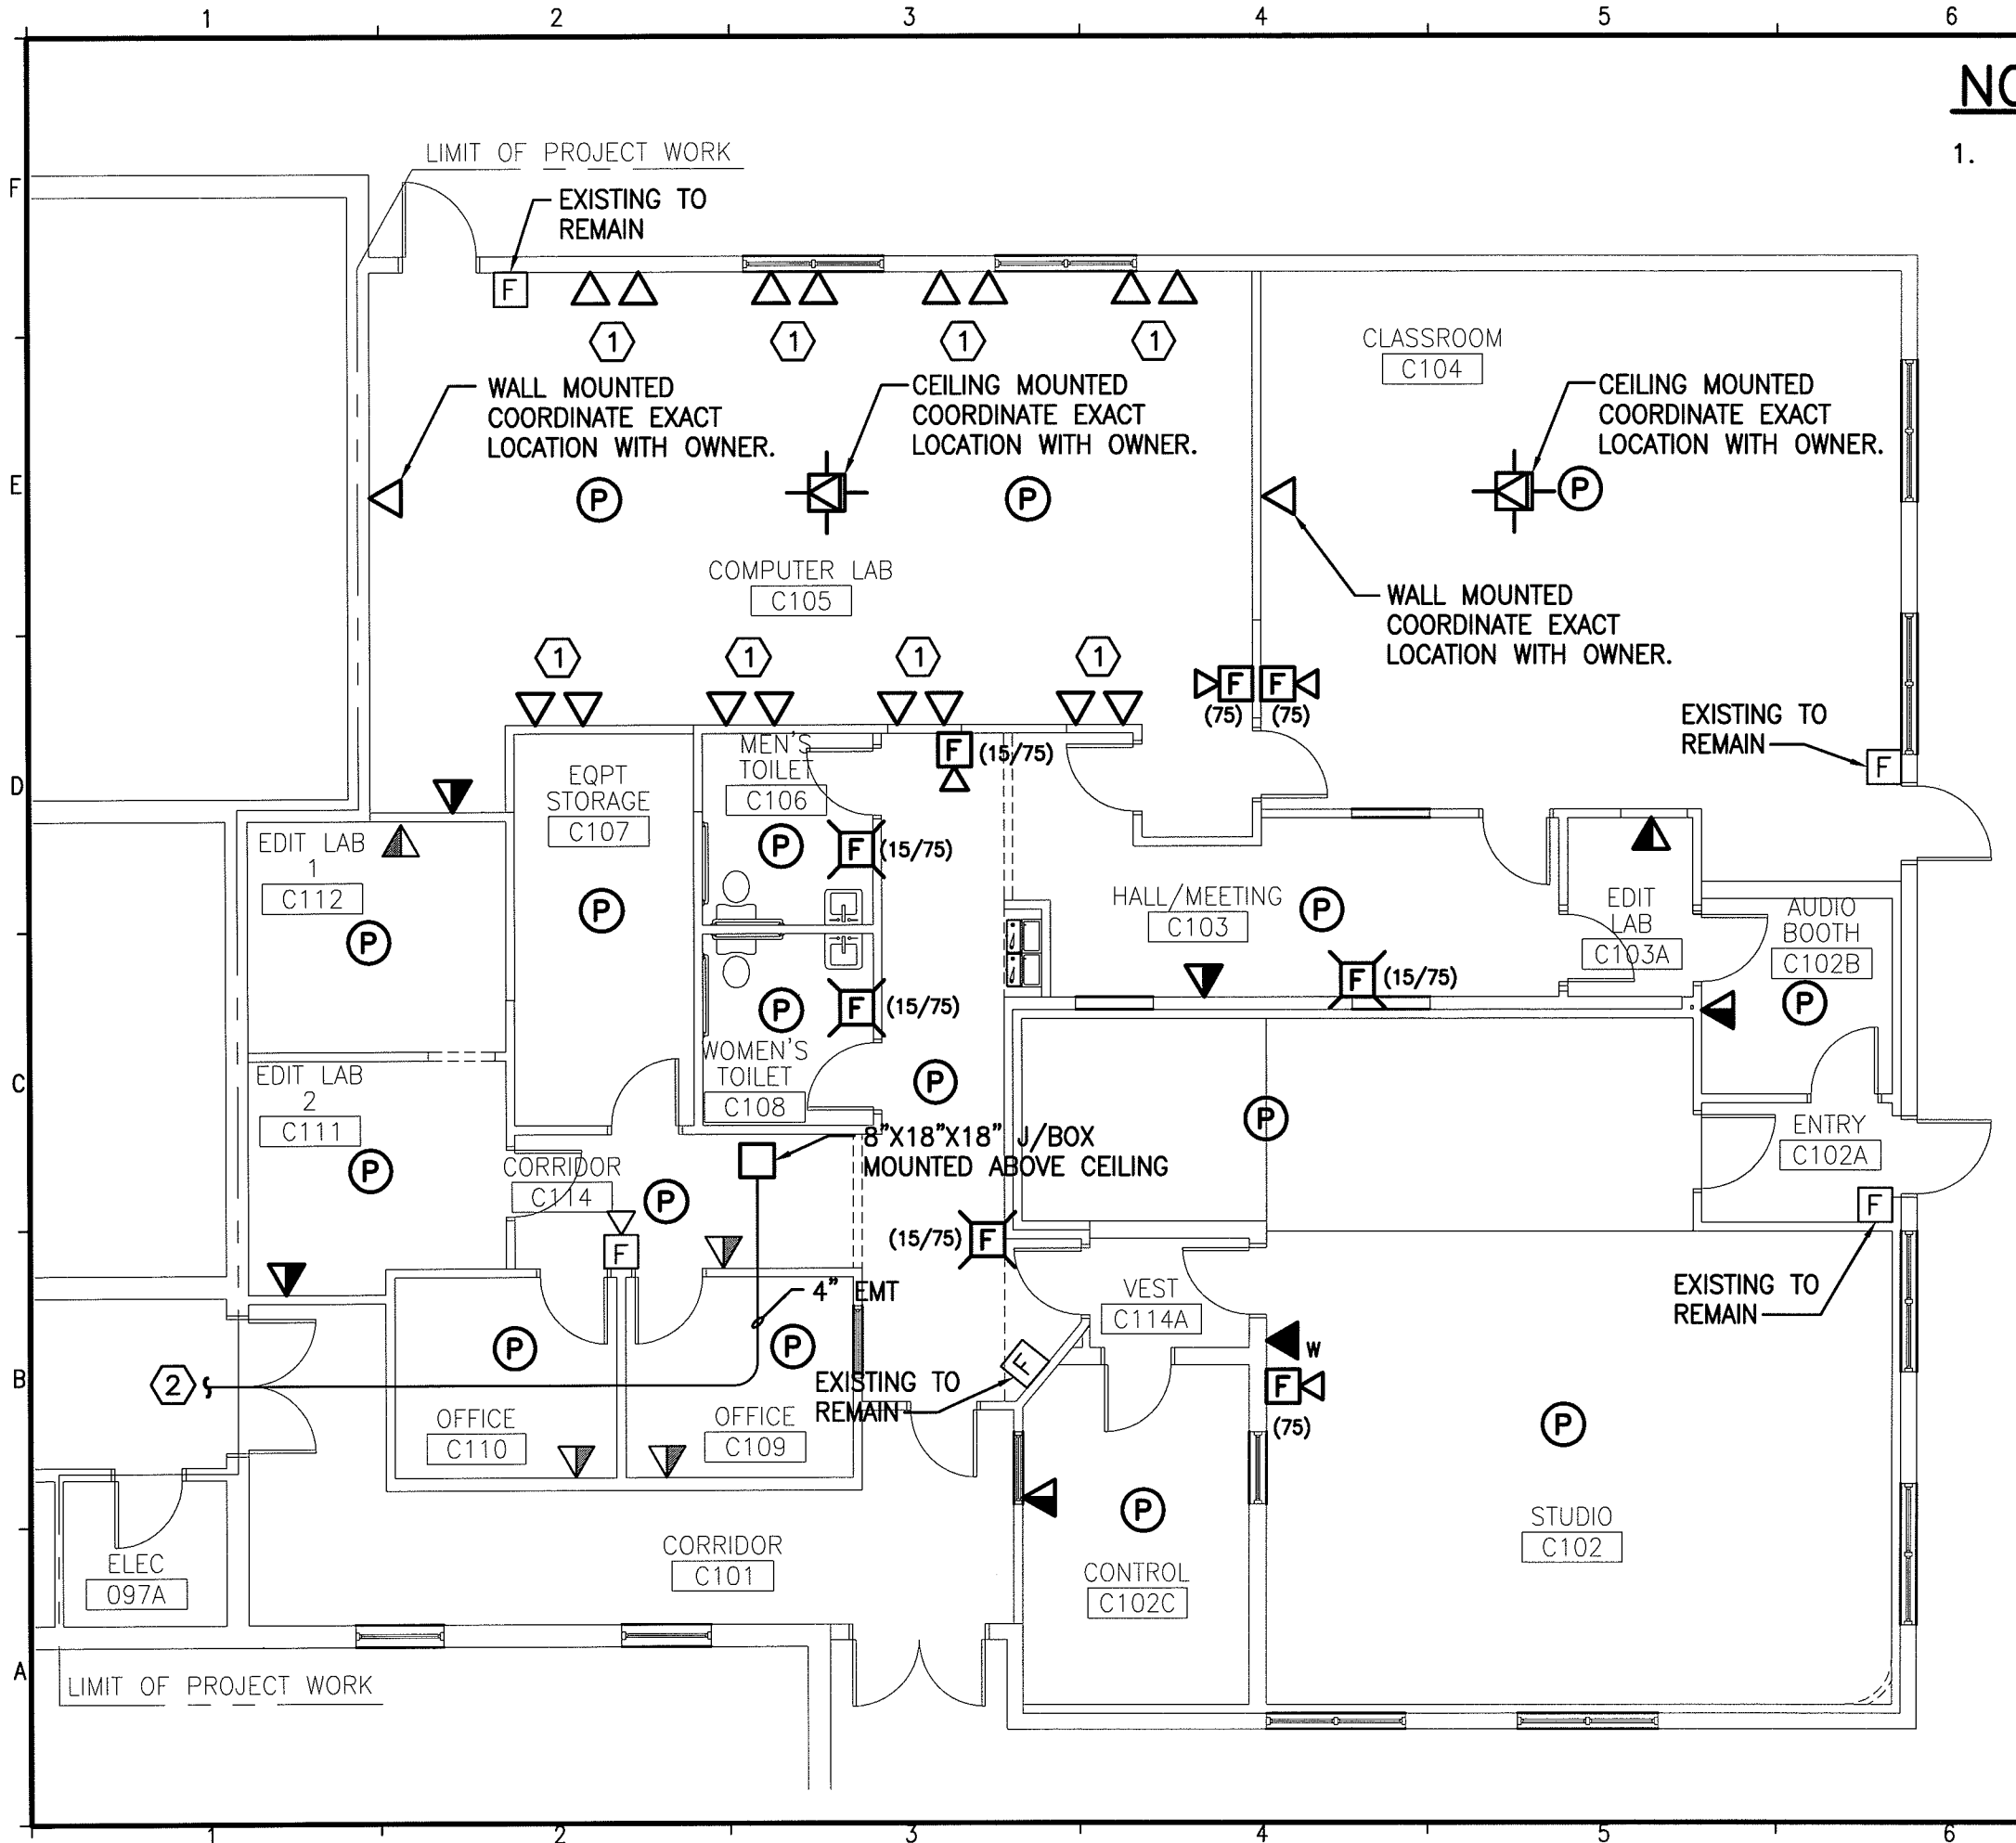 1 2 3 4 5 6
NO
1.
LIMIT OF PROJECT WORK
F
EXISTING TO
REMAIN
F
1 1 1 1
CLASSROOM
C104
WALL MOUNTED
COORDINATE EXACT
LOCATION WITH OWNER.
CEILING MOUNTED
COORDINATE EXACT
LOCATION WITH OWNER.
CEILING MOUNTED
COORDINATE EXACT
LOCATION WITH OWNER.
E
P P P
COMPUTER LAB
C105
WALL MOUNTED
COORDINATE EXACT
LOCATION WITH OWNER.
1 1 1 1
F F
(75) (75)
EXISTING TO
REMAIN
F
D
MEN'S
TOILET
C106
F (15/75)
EQPT
STORAGE
C107
EDIT LAB
1
C112
P
F (15/75)
P
P
HALL/MEETING
C103
P
EDIT
LAB
C103A
AUDIO
BOOTH
C102B
P
F (15/75)
P
F (15/75)
WOMEN'S
TOILET
C108
P
C
EDIT LAB
2
C111
P
P
8"X18"X18" J/BOX
MOUNTED ABOVE CEILING
ENTRY
C102A
CORRIDOR
C114
P
F
F
(15/75) F
4" EMT
VEST
C114A
EXISTING TO
REMAIN
P P
F
W
B
2
EXISTING TO
REMAIN
F
(75)
OFFICE
C110
OFFICE
C109
P
P
STUDIO
C102
ELEC
097A
CORRIDOR
C101
CONTROL
C102C
A
LIMIT OF PROJECT WORK
1 2 3 4 5 6